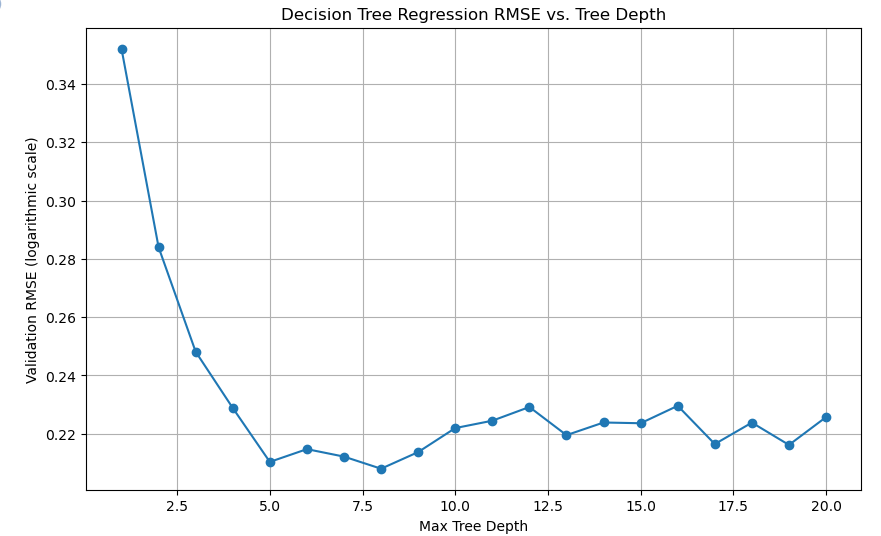 Decision Tree Regression RMSE vs. Tree Depth
Validation RMSE (logarithmic scale)
0.34
0.32
0.30
0.28
0.26
0.24
0.22
2.5 5.0 7.5 10.0 12.5 15.0 17.5 20.0
Max Tree Depth